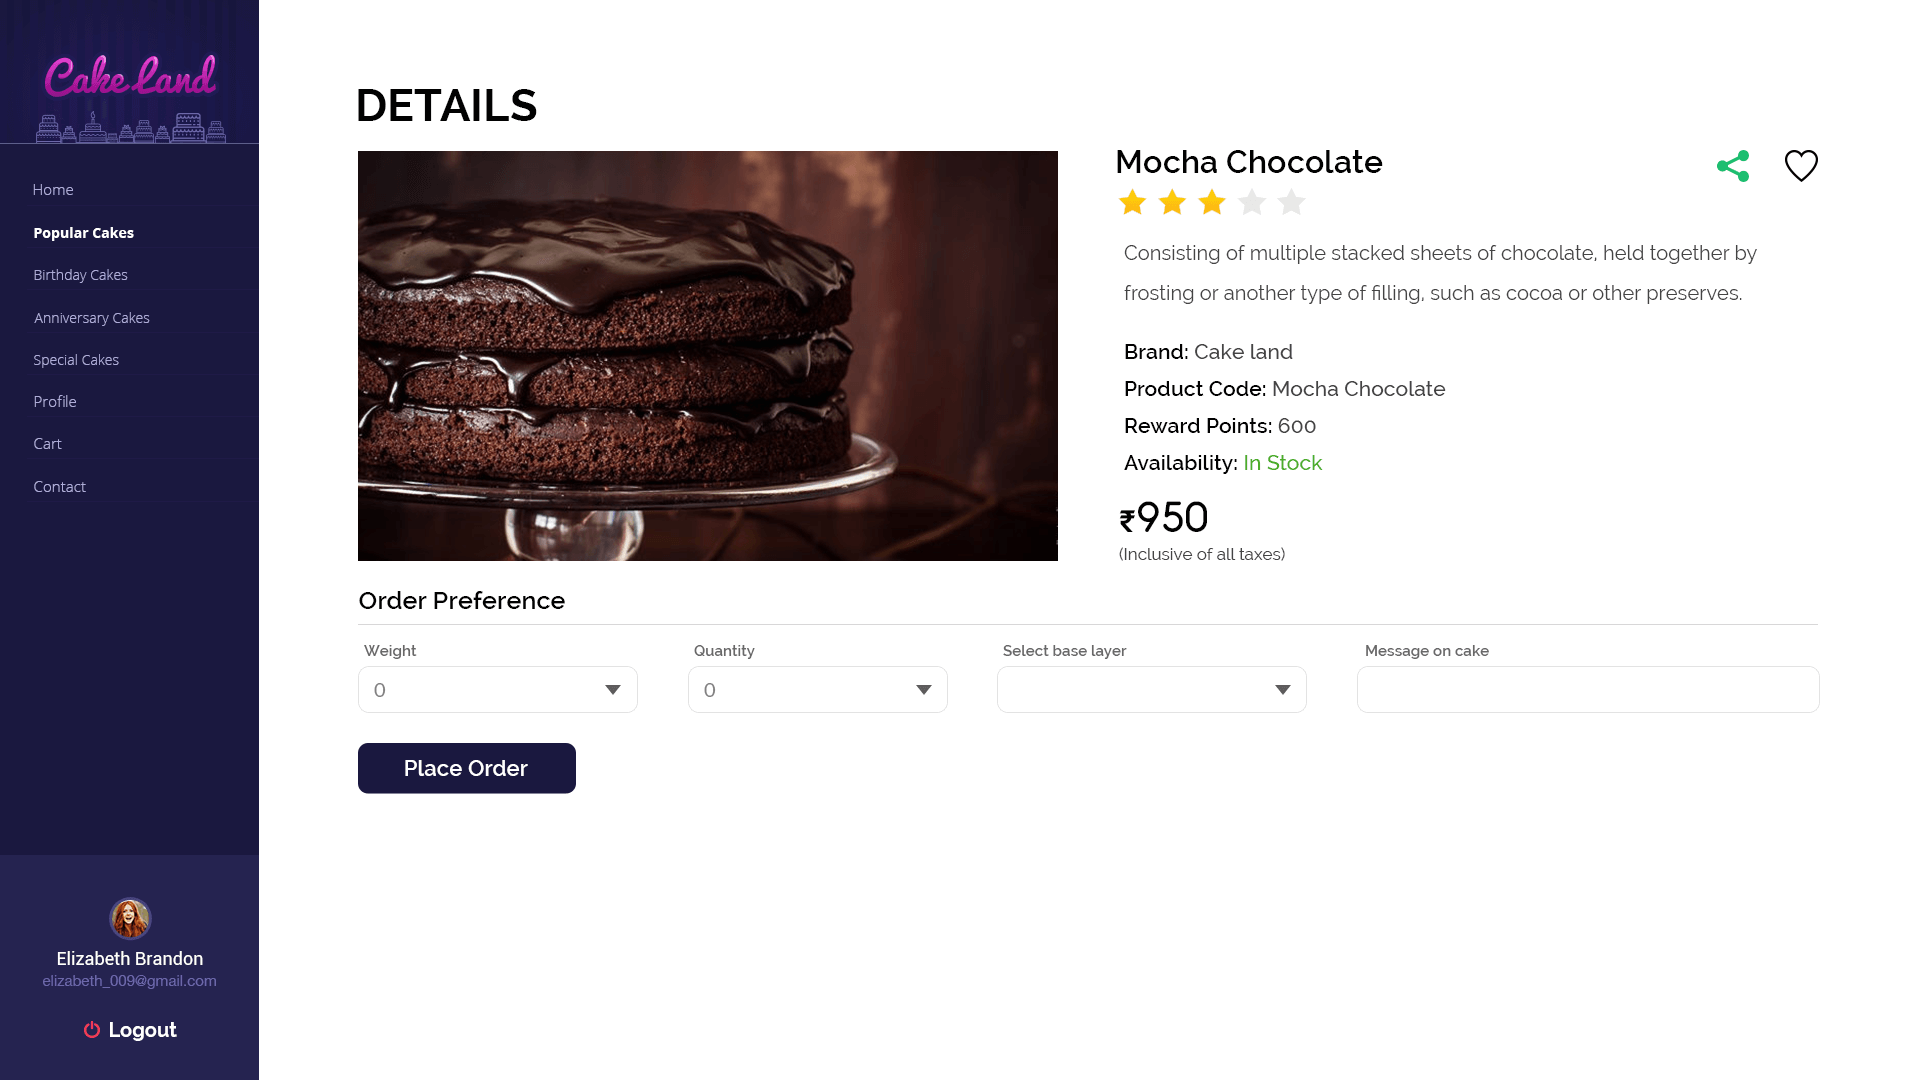 Cake Land
Home
Popular Cakes
Birthday Cakes
Anniversary Cakes
Special Cakes
Profile
Cart
Contact
Elizabeth Brandon
elizabeth_009@gmail.com
Logout
DETAILS
Mocha Chocolate
Consisting of multiple stacked sheets of chocolate, held together by
frosting or another type of filling, such as cocoa or other preserves.
Brand: Cake land
Product Code: Mocha Chocolate
Reward Points: 600
Availability: In Stock
₹950
(Inclusive of all taxes)
Order Preference
Weight
0
Quantity
0
Select base layer
Message on cake
Place Order